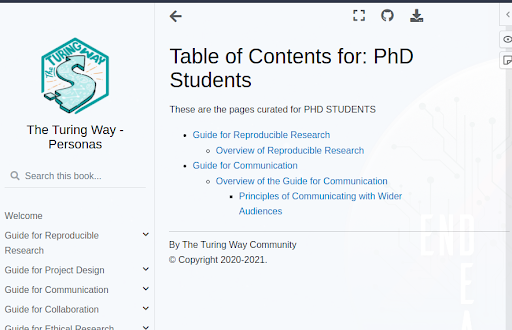 THE TURING WAY
The Turing Way -
Personas
Search this book...
Welcome
Guide for Reproducible
Research
Guide for Project Design
Guide for Communication
Guide for Collaboration
Guide for Ethical Research
Table of Contents for: PhD
Students
These are the pages curated for PHD STUDENTS
Guide for Reproducible Research
Overview of Reproducible Research
Guide for Communication
Overview of the Guide for Communication
Principles of Communicating with Wider
Audiences
By The Turing Way Community
© Copyright 2020-2021.
END
DEA